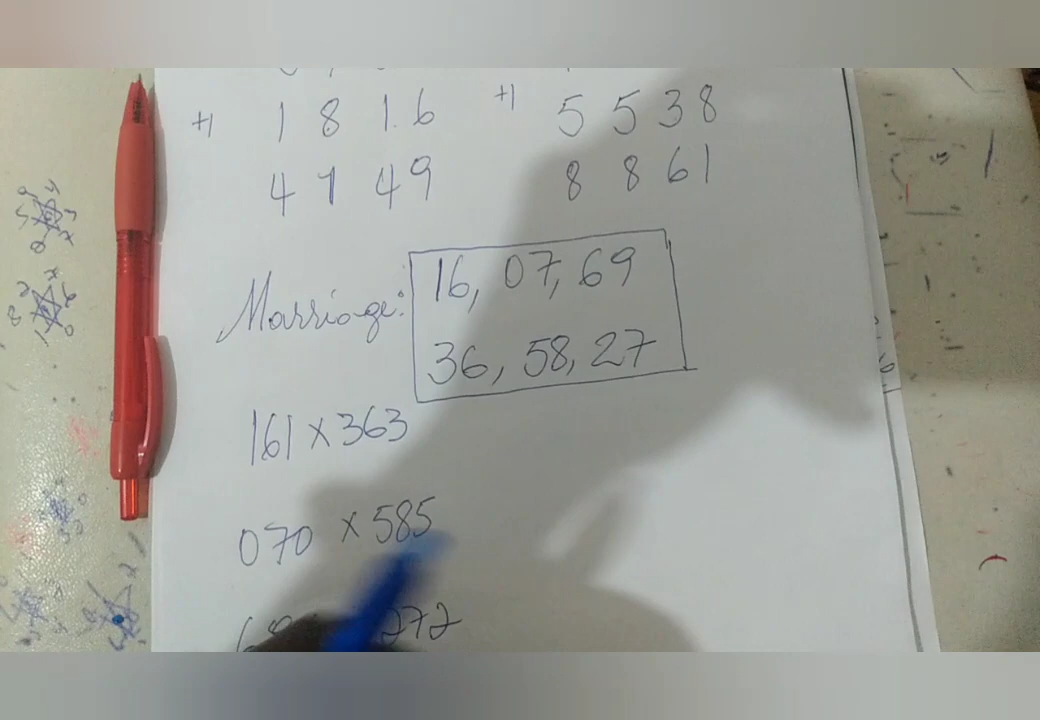 +1 1 8 1.6 +1 5 5 3 8
4 7 4 9 8 8 6 1
Marriage: 16, 07, 69
36, 58, 27
161 x 363
070 x 585
272